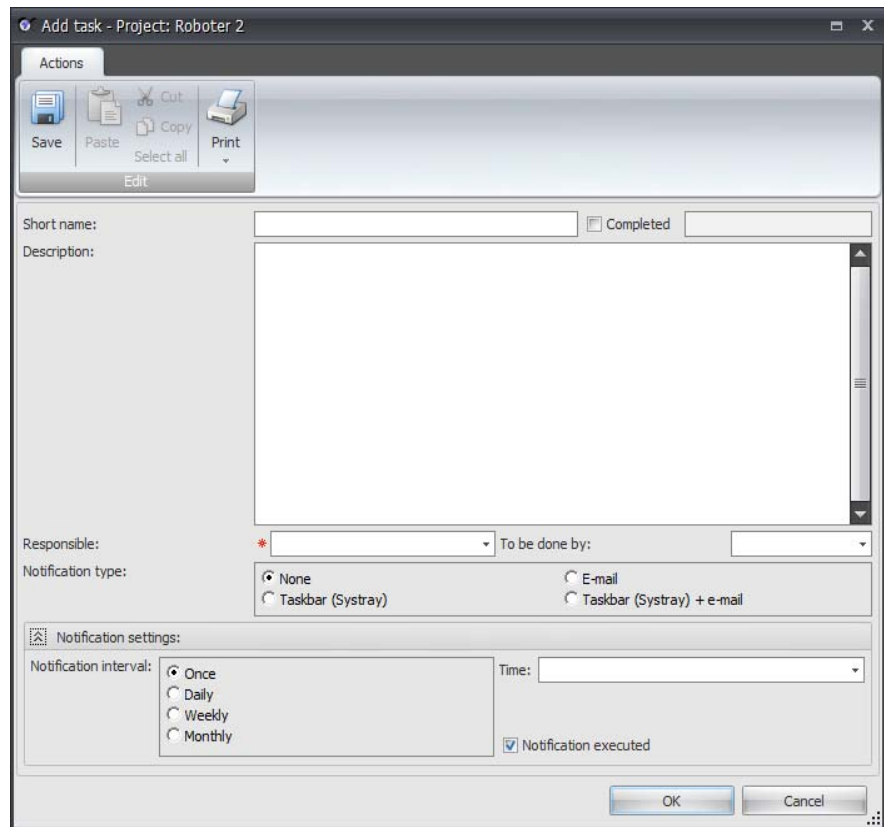 Add task - Project: Roboter 2
Actions
Save
Paste
Cut
Copy
Select all
Print
Edit
Short name:
Completed
Description:
Responsible:
* To be done by:
Notification type:
None
E-mail
Taskbar (Systray)
Taskbar (Systray) + e-mail
Notification settings:
Notification interval:
Once
Daily
Weekly
Monthly
Time:
Notification executed
OK
Cancel